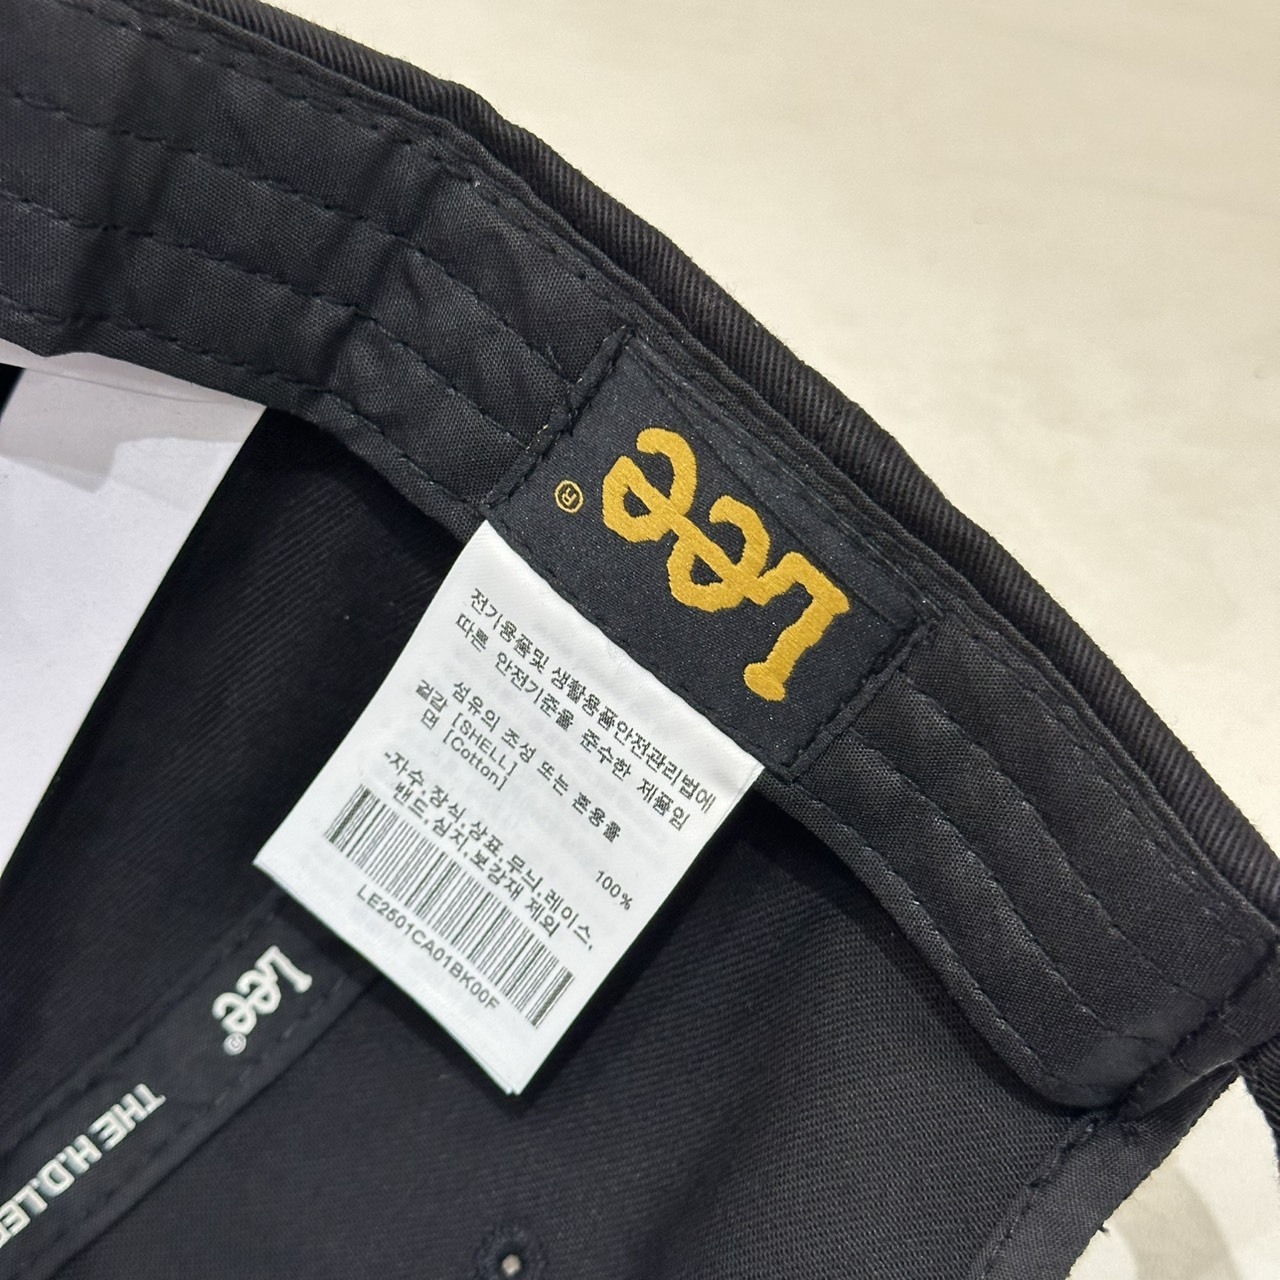 Lee®
전기용품및 생활용품안전관리법에
따른 안전기준을 준수한 제품임
섬유의 조성 또는 혼용율
겉감 [SHELL]
면 [Cotton] 100%
-자수,장식,상표,무늬,레이스,
밴드,심지,보강재 제외
LE2501CA01BK00F
Lee®
THE H.D.LEE